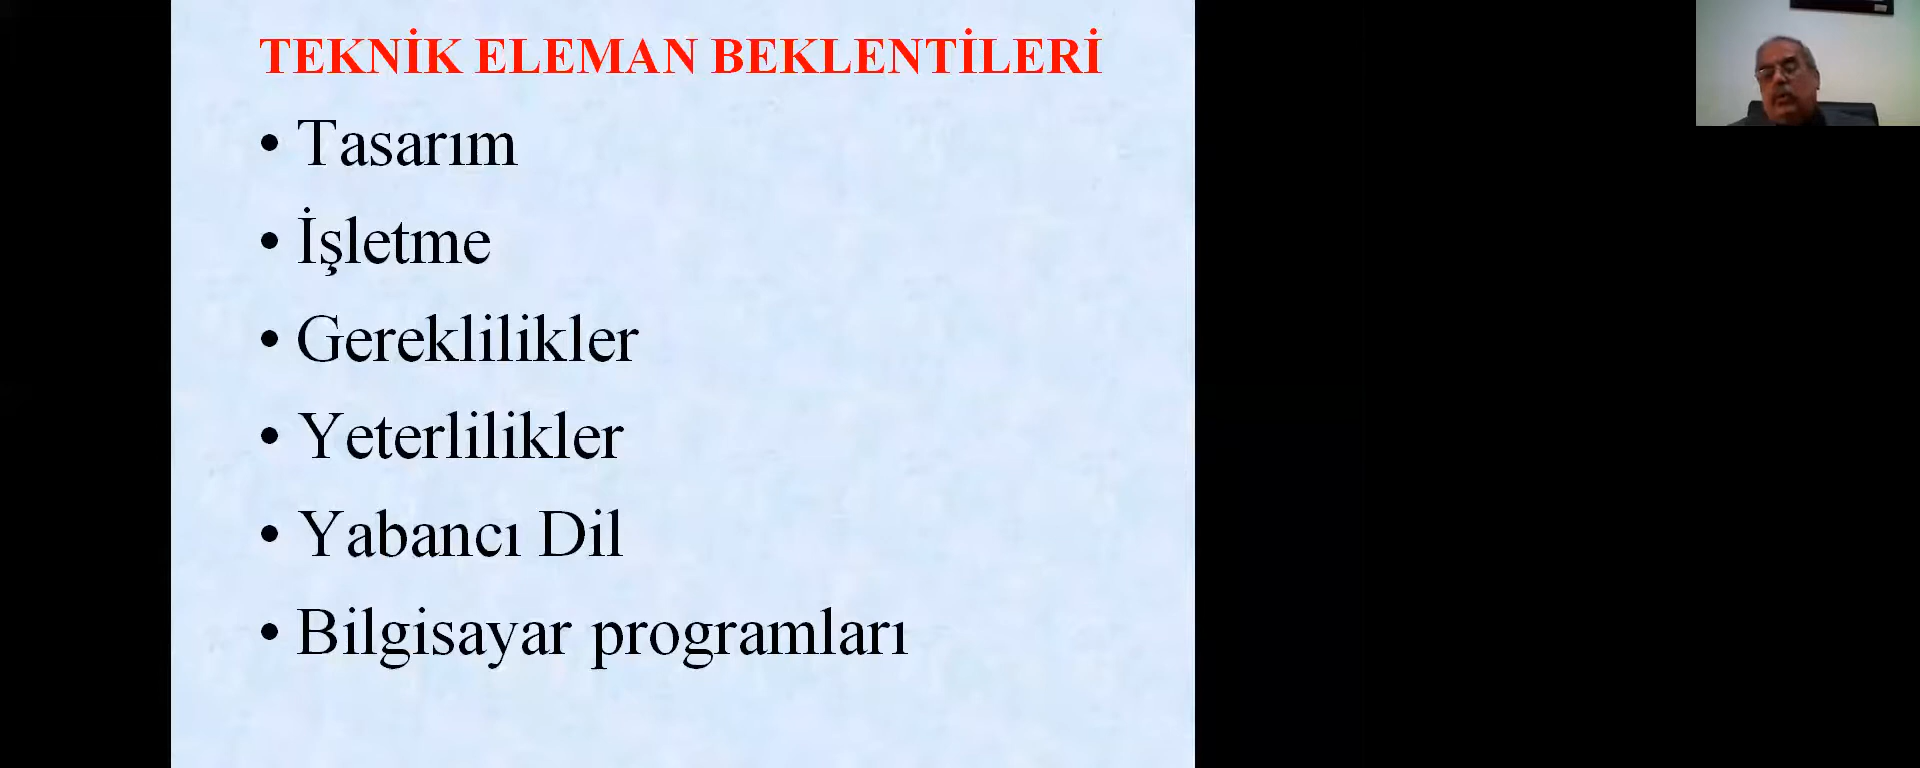 TEKNİK ELEMAN BEKLENTİLERİ
• Tasarım
• İşletme
• Gereklilikler
• Yeterlilikler
• Yabancı Dil
• Bilgisayar programları